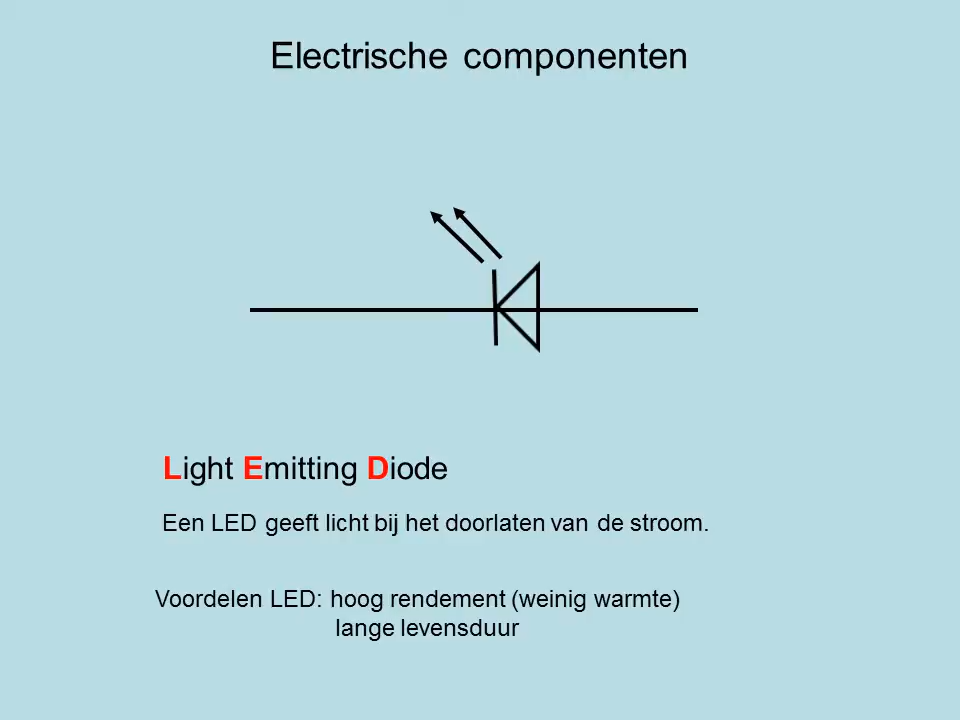 Electrische componenten
Light Emitting Diode
Een LED geeft licht bij het doorlaten van de stroom.
Voordelen LED: hoog rendement (weinig warmte)
lange levensduur